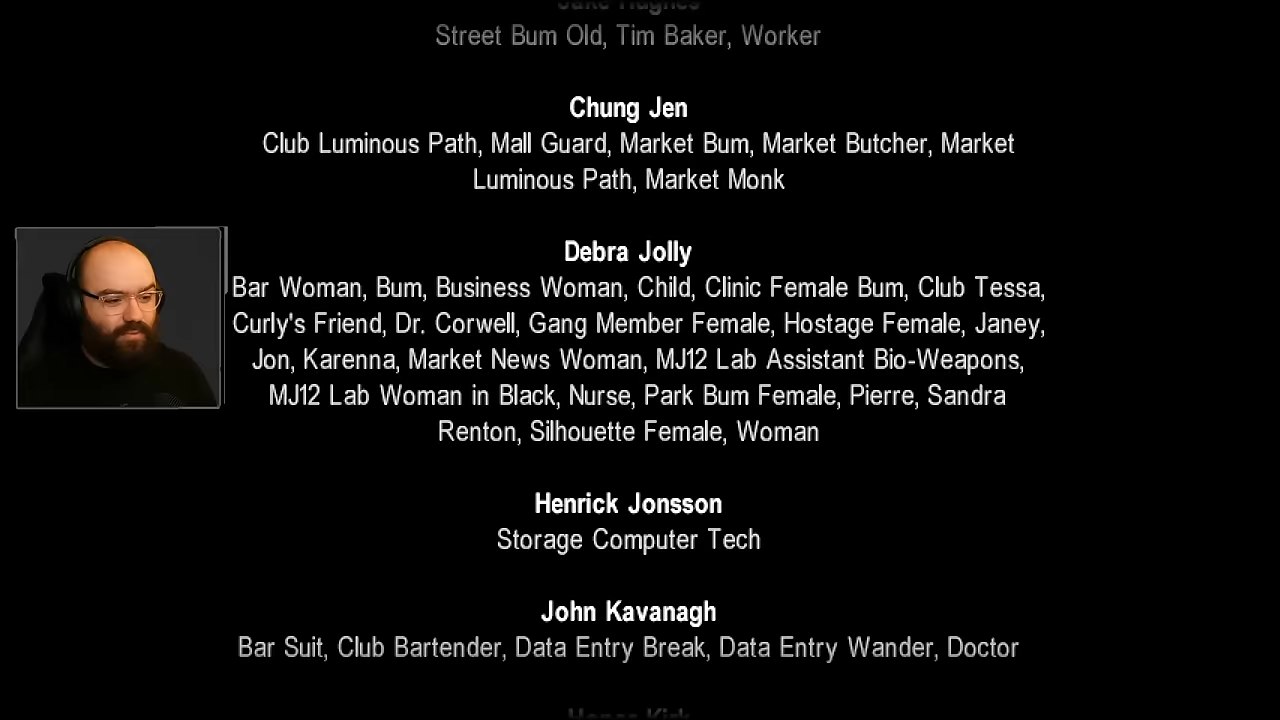 Street Bum Old, Tim Baker, Worker
Chung Jen
Club Luminous Path, Mall Guard, Market Bum, Market Butcher, Market
Luminous Path, Market Monk
Debra Jolly
Bar Woman, Bum, Business Woman, Child, Clinic Female Bum, Club Tessa,
Curly's Friend, Dr. Corwell, Gang Member Female, Hostage Female, Janey,
Jon, Karenna, Market News Woman, MJ12 Lab Assistant Bio-Weapons,
MJ12 Lab Woman in Black, Nurse, Park Bum Female, Pierre, Sandra
Renton, Silhouette Female, Woman
Henrick Jonsson
Storage Computer Tech
John Kavanagh
Bar Suit, Club Bartender, Data Entry Break, Data Entry Wander, Doctor